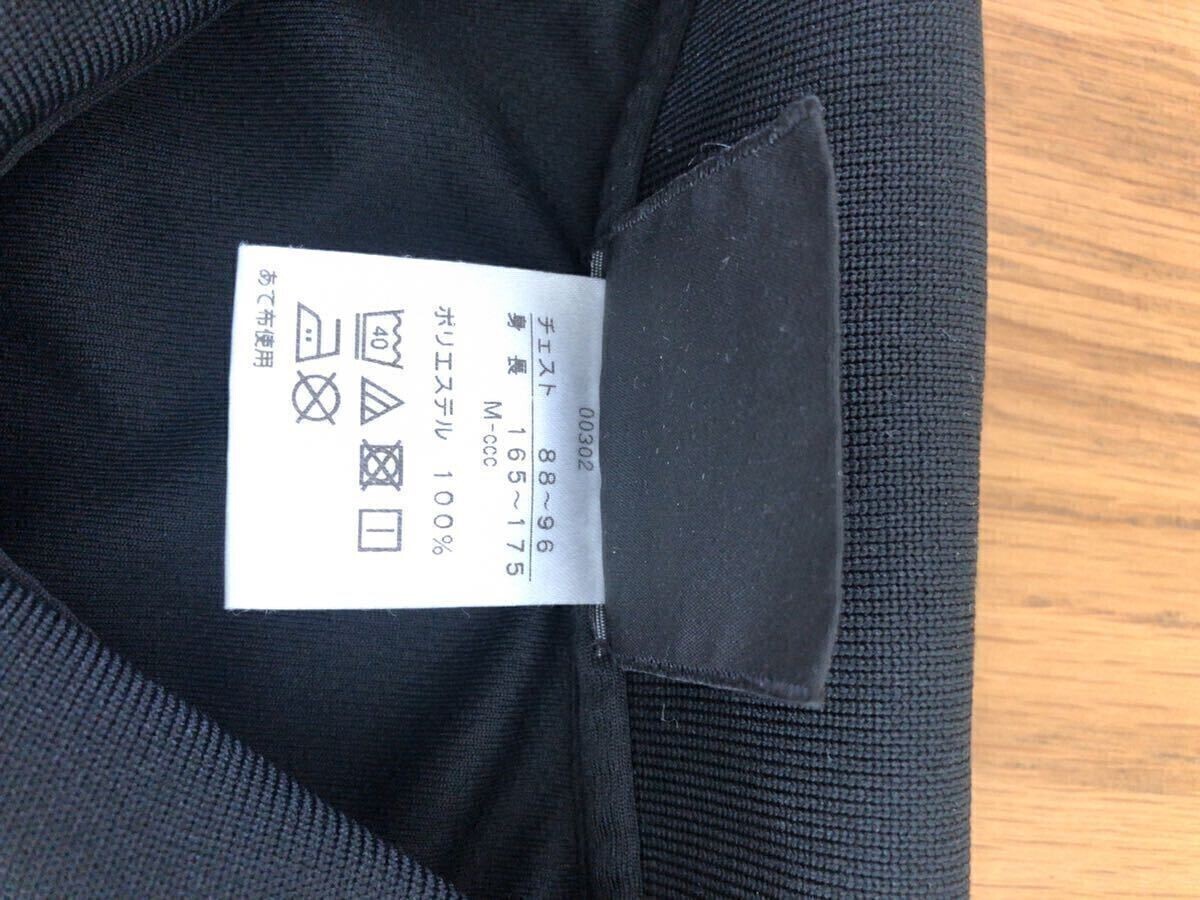 00302
チェスト 88~96
身長 165~175
M-ccc
ポリエステル 100%
40
あて布使用